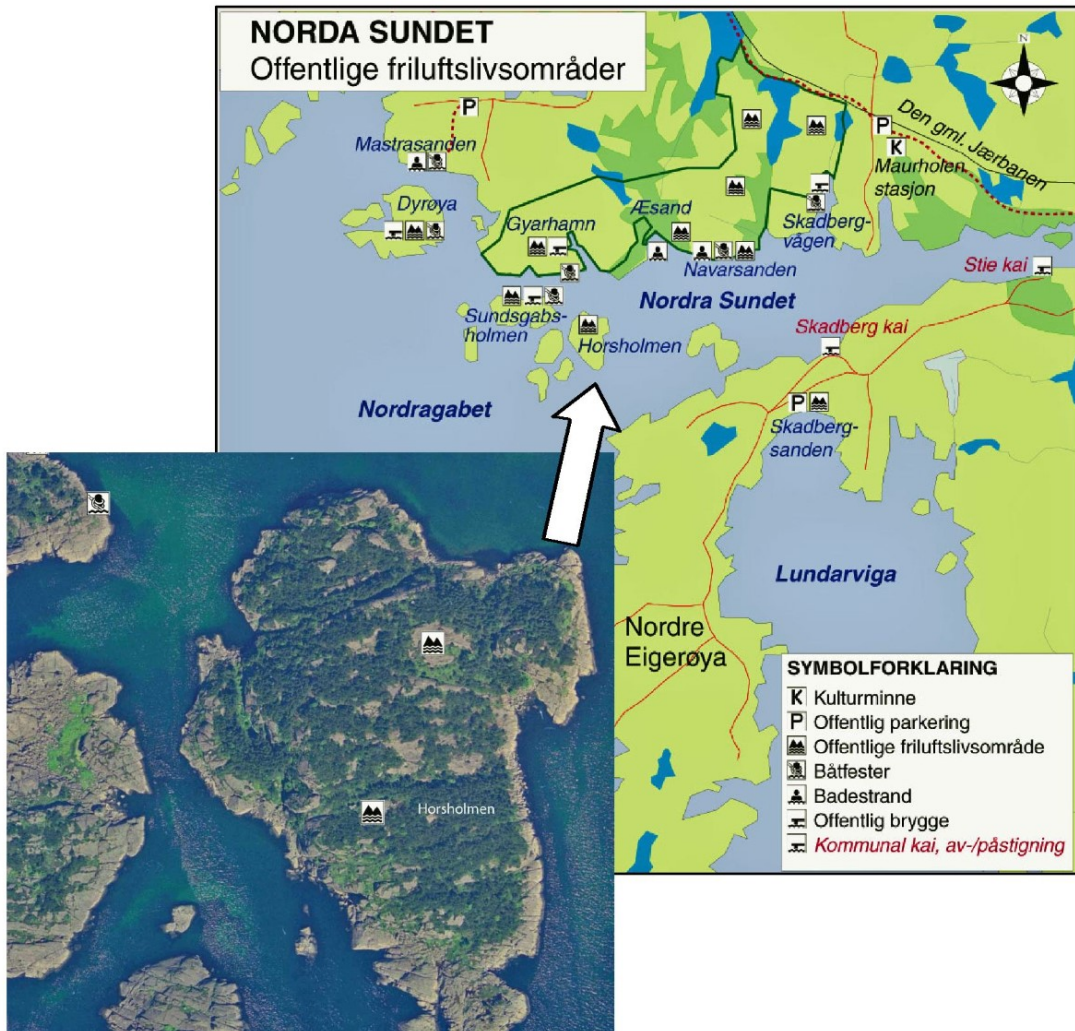 NORDA SUNDET
Offentlige friluftslivsområder
N
P
Den gml. Jærbanen
Mastrasanden
P
K
Maurholen
stasjon
Dyrøya
Gyarhamn
Æsand
Skadberg-
vågen
Navarsanden
Stie kai
Nordra Sundet
Sundsgabs-
holmen
Horsholmen
Skadberg kai
Nordragabet
P
Skadberg-
sanden
Lundarviga
Nordre
Eigerøya
SYMBOLFORKLARING
K Kulturminne
P Offentlig parkering
Offentlige friluftslivsområde
Båtfester
Badestrand
Offentlig brygge
Kommunal kai, av-/påstigning
Horsholmen